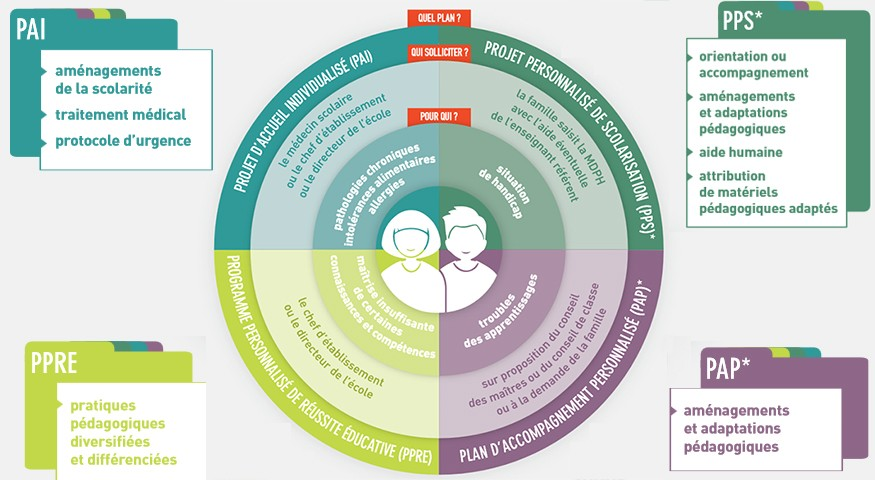 PAI
aménagements
de la scolarité
traitement médical
protocole d'urgence
QUEL PLAN ?
QUI SOLLICITER ?
POUR QUI ?
PROJET D'ACCUEIL INDIVIDUALISÉ (PAI)
le médecin scolaire
ou le chef d'établissement
ou le directeur de l'école
pathologies chroniques
intolérances alimentaires
allergies
PROJET PERSONNALISÉ DE SCOLARISATION (PPS)*
la famille saisit la MDPH
avec l'aide éventuelle
de l'enseignant référent
situation
de handicap
PPS*
orientation ou
accompagnement
aménagements
et adaptations
pédagogiques
aide humaine
attribution
de matériels
pédagogiques adaptés
PPRE
pratiques
pédagogiques
diversifiées
et différenciées
PROGRAMME PERSONNALISÉ DE RÉUSSITE ÉDUCATIVE (PPRE)
le chef d'établissement
ou le directeur de l'école
maîtrise insuffisante
de certaines
connaissances et compétences
PLAN D'ACCOMPAGNEMENT PERSONNALISÉ (PAP)*
troubles
des apprentissages
sur proposition du conseil
des maîtres ou du conseil de classe
ou à la demande de la famille
PAP*
aménagements
et adaptations
pédagogiques